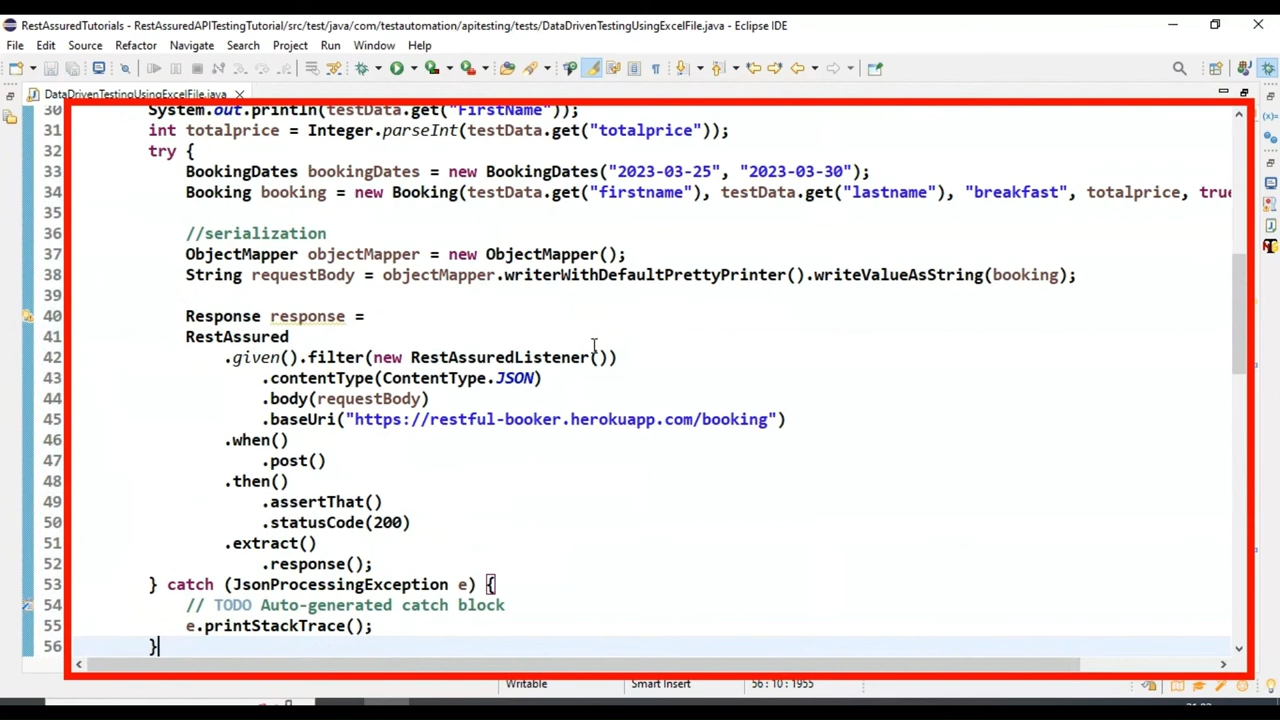 RestAssuredTutorials - RestAssuredAPITestingTutorial/src/test/java/com/testautomation/apitesting/tests/DataDrivenTestingUsingExcelFile.java - Eclipse IDE
File Edit Source Refactor Navigate Search Project Run Window Help
DataDrivenTestingUsingExcelFile.java
30 System.out.println(testData.get("FirstName"));
31 int totalprice = Integer.parseInt(testData.get("totalprice"));
32 try {
33 BookingDates bookingDates = new BookingDates("2023-03-25", "2023-03-30");
34 Booking booking = new Booking(testData.get("firstname"), testData.get("lastname"), "breakfast", totalprice, true
35
36 //serialization
37 ObjectMapper objectMapper = new ObjectMapper();
38 String requestBody = objectMapper.writerWithDefaultPrettyPrinter().writeValueAsString(booking);
39
40 Response response =
41 RestAssured
42 .given().filter(new RestAssuredListener())
43 .contentType(ContentType.JSON)
44 .body(requestBody)
45 .baseUri("https://restful-booker.herokuapp.com/booking")
46 .when()
47 .post()
48 .then()
49 .assertThat()
50 .statusCode(200)
51 .extract()
52 .response();
53 } catch (JsonProcessingException e) {
54 // TODO Auto-generated catch block
55 e.printStackTrace();
56 }
Writable Smart Insert 56 : 10 : 1955